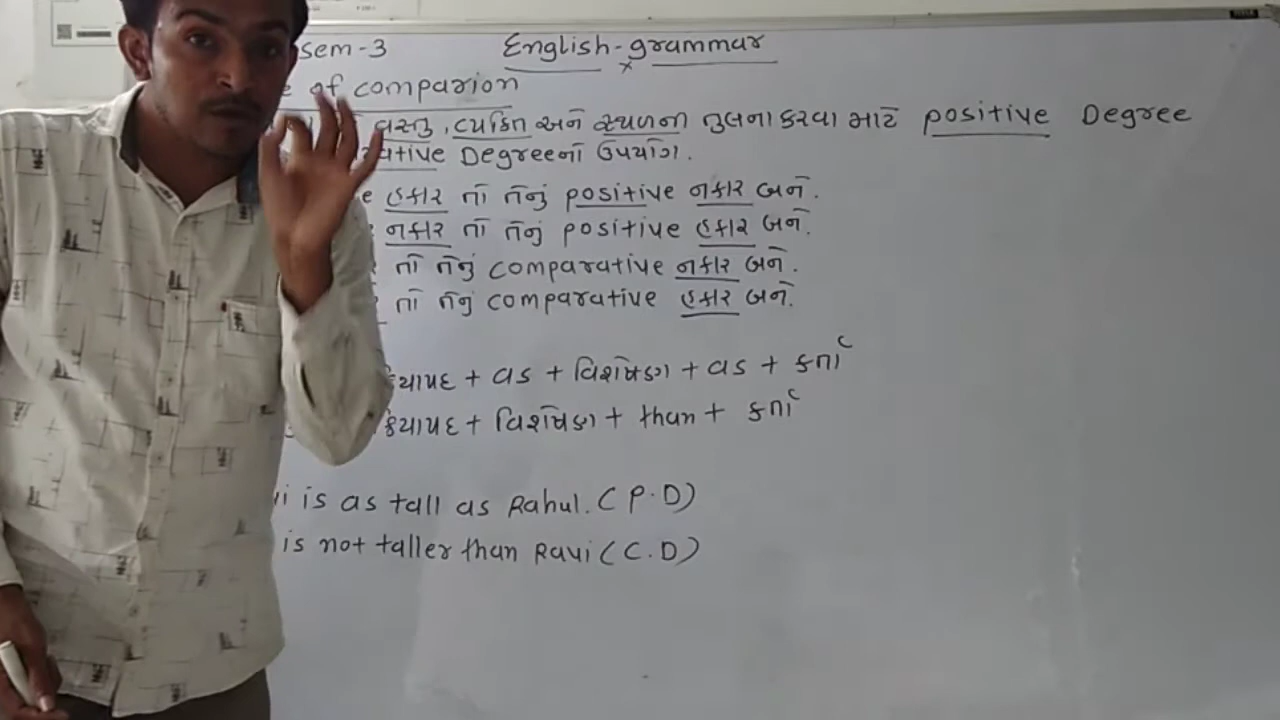 sem-3 English-grammar
of comparion
વસ્તુ, વ્યકિત અને સ્થળના તુલના કરવા માટે positive Degree
ative Degreeનો ઉપયોગ.
e હકાર તો તેનું positive નકાર બને.
નકાર તો તેનું positive હકાર બને.
તો તેનું comparative નકાર બને.
તો તેનું comparative હકાર બને.
ક્રિયાપદ + as + વિશેષણ + as + કર્તા
ક્રિયાપદ + વિશેષણ + than + કર્તા
is as tall as Rahul. (P.D)
is not taller than Ravi (C.D)